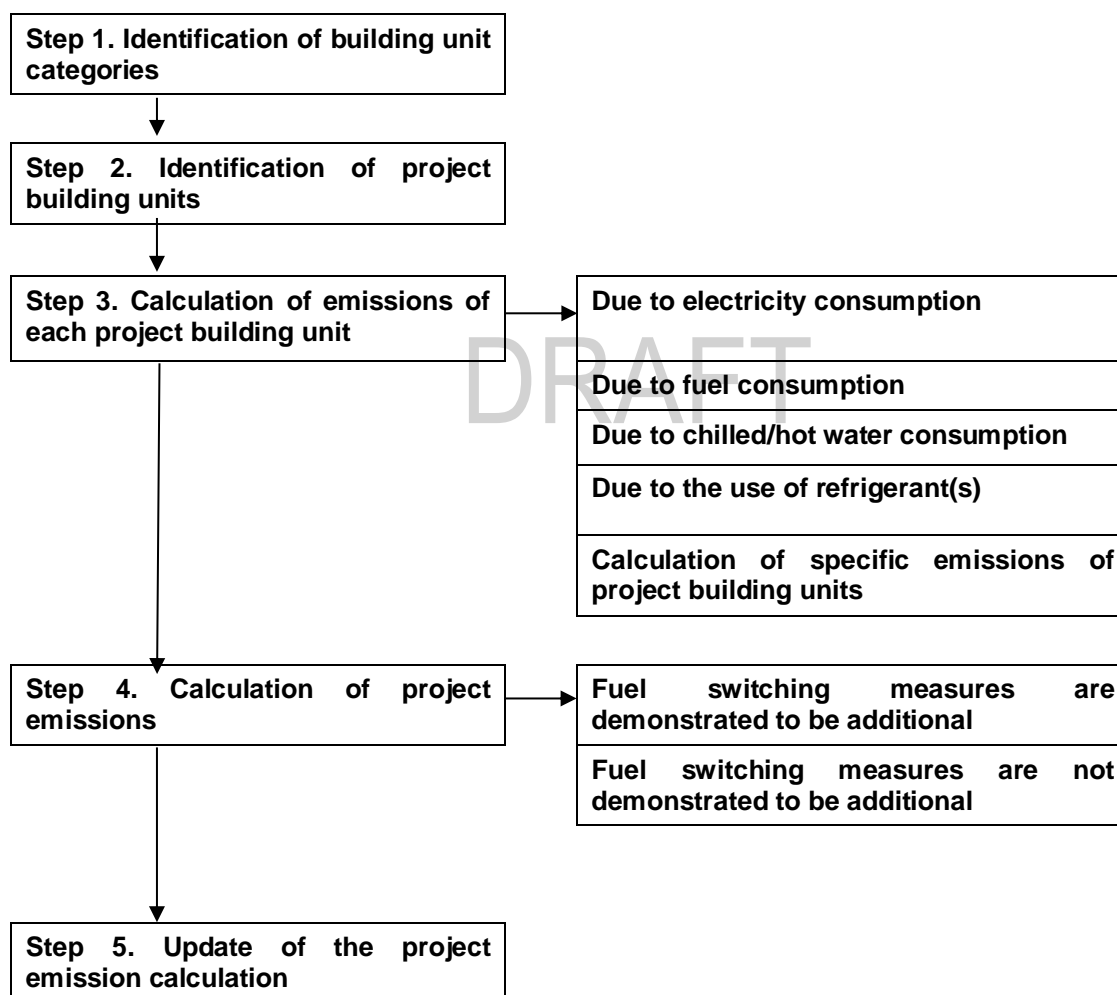 Step 1. Identification of building unit
categories
Step 2. Identification of project
building units
Step 3. Calculation of emissions of
each project building unit
Due to electricity consumption
DRAFT
Due to fuel consumption
Due to chilled/hot water consumption
Due to the use of refrigerant(s)
Calculation of specific emissions of
project building units
Step 4. Calculation of project
emissions
Fuel switching measures are
demonstrated to be additional
Fuel switching measures are not
demonstrated to be additional
Step 5. Update of the project
emission calculation